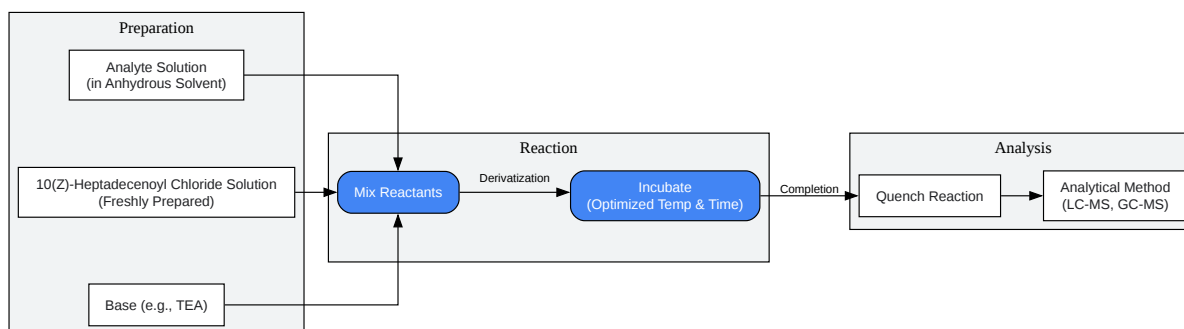 Preparation
Analyte Solution
(in Anhydrous Solvent)
10(Z)-Heptadecenoyl Chloride Solution
(Freshly Prepared)
Base (e.g., TEA)
Reaction
Mix Reactants
Derivatization
Incubate
(Optimized Temp & Time)
Completion
Analysis
Quench Reaction
Analytical Method
(LC-MS, GC-MS)